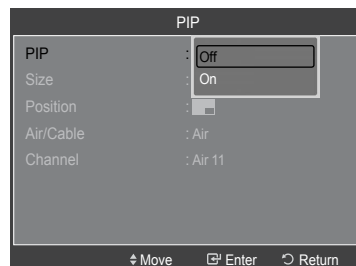 PIP
PIP : Off
On
Size :
Position :
Air/Cable : Air
Channel : Air 11
Move Enter Return